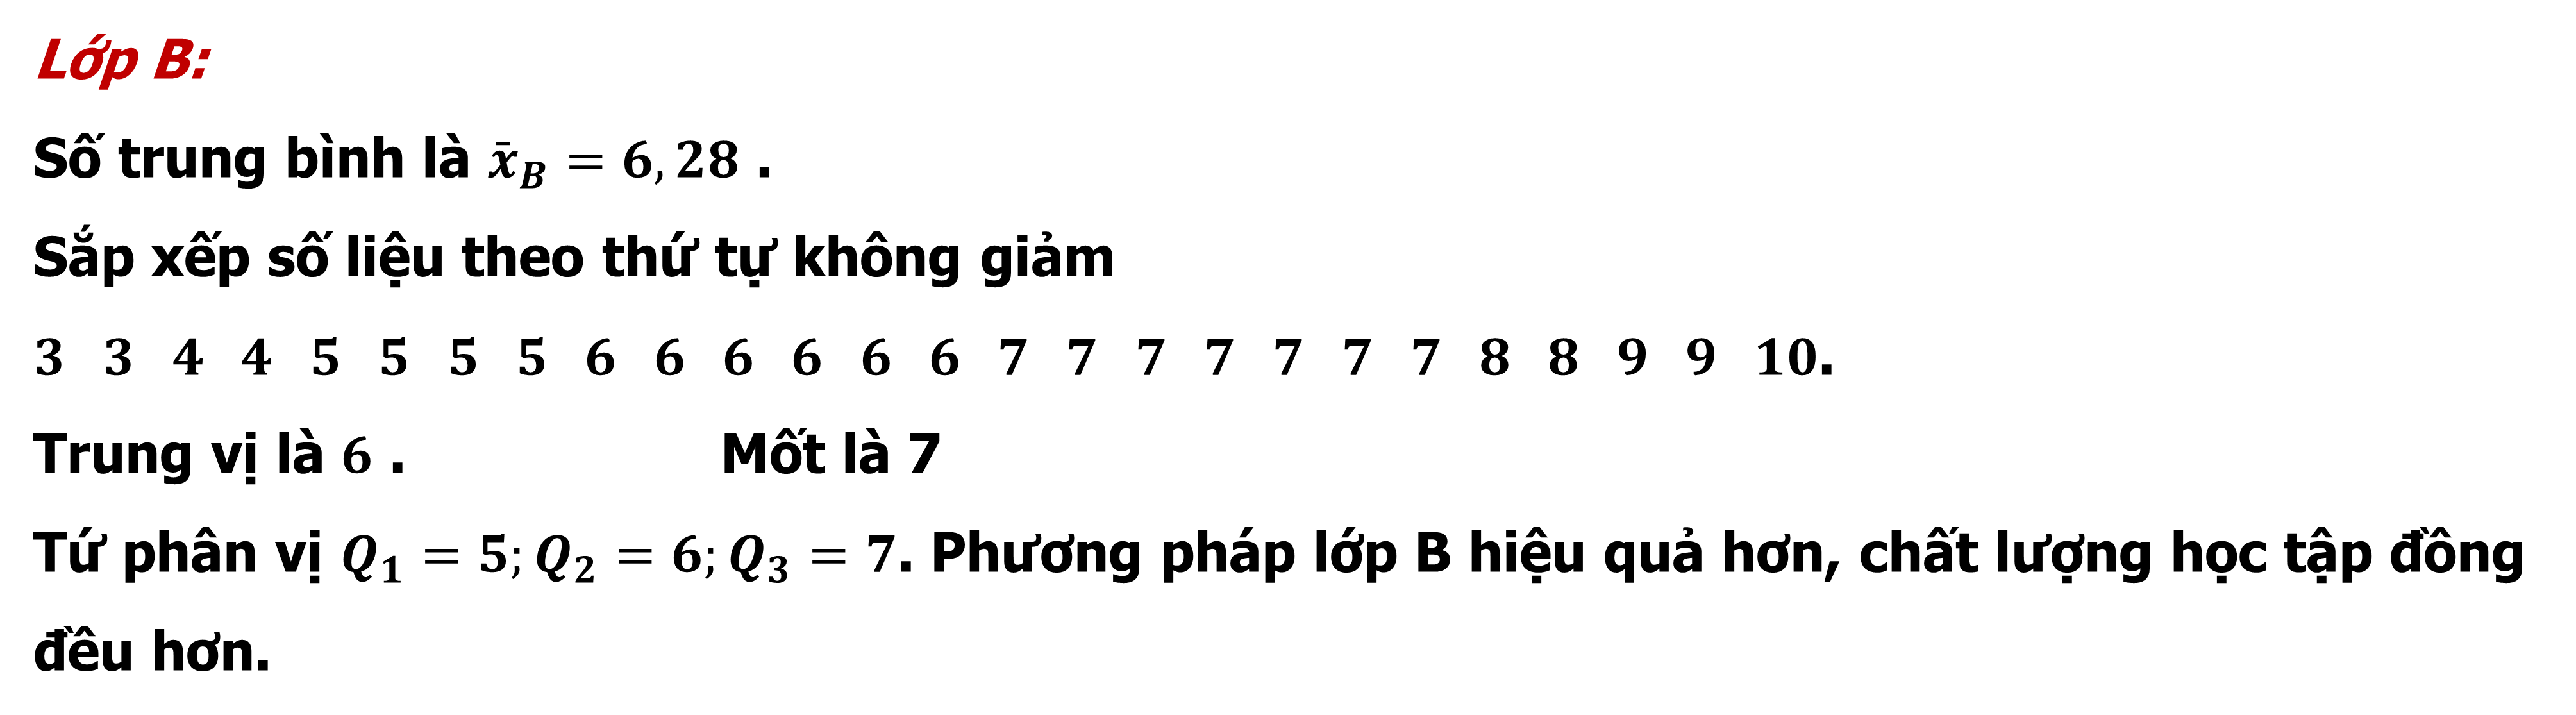 Lớp B:
Số trung bình là x̄_B = 6,28 .
Sắp xếp số liệu theo thứ tự không giảm
3 3 4 4 5 5 5 5 6 6 6 6 6 6 7 7 7 7 7 7 7 8 8 9 9 10.
Trung vị là 6 . Mốt là 7
Tứ phân vị Q₁ = 5; Q₂ = 6; Q₃ = 7. Phương pháp lớp B hiệu quả hơn, chất lượng học tập đồng
đều hơn.